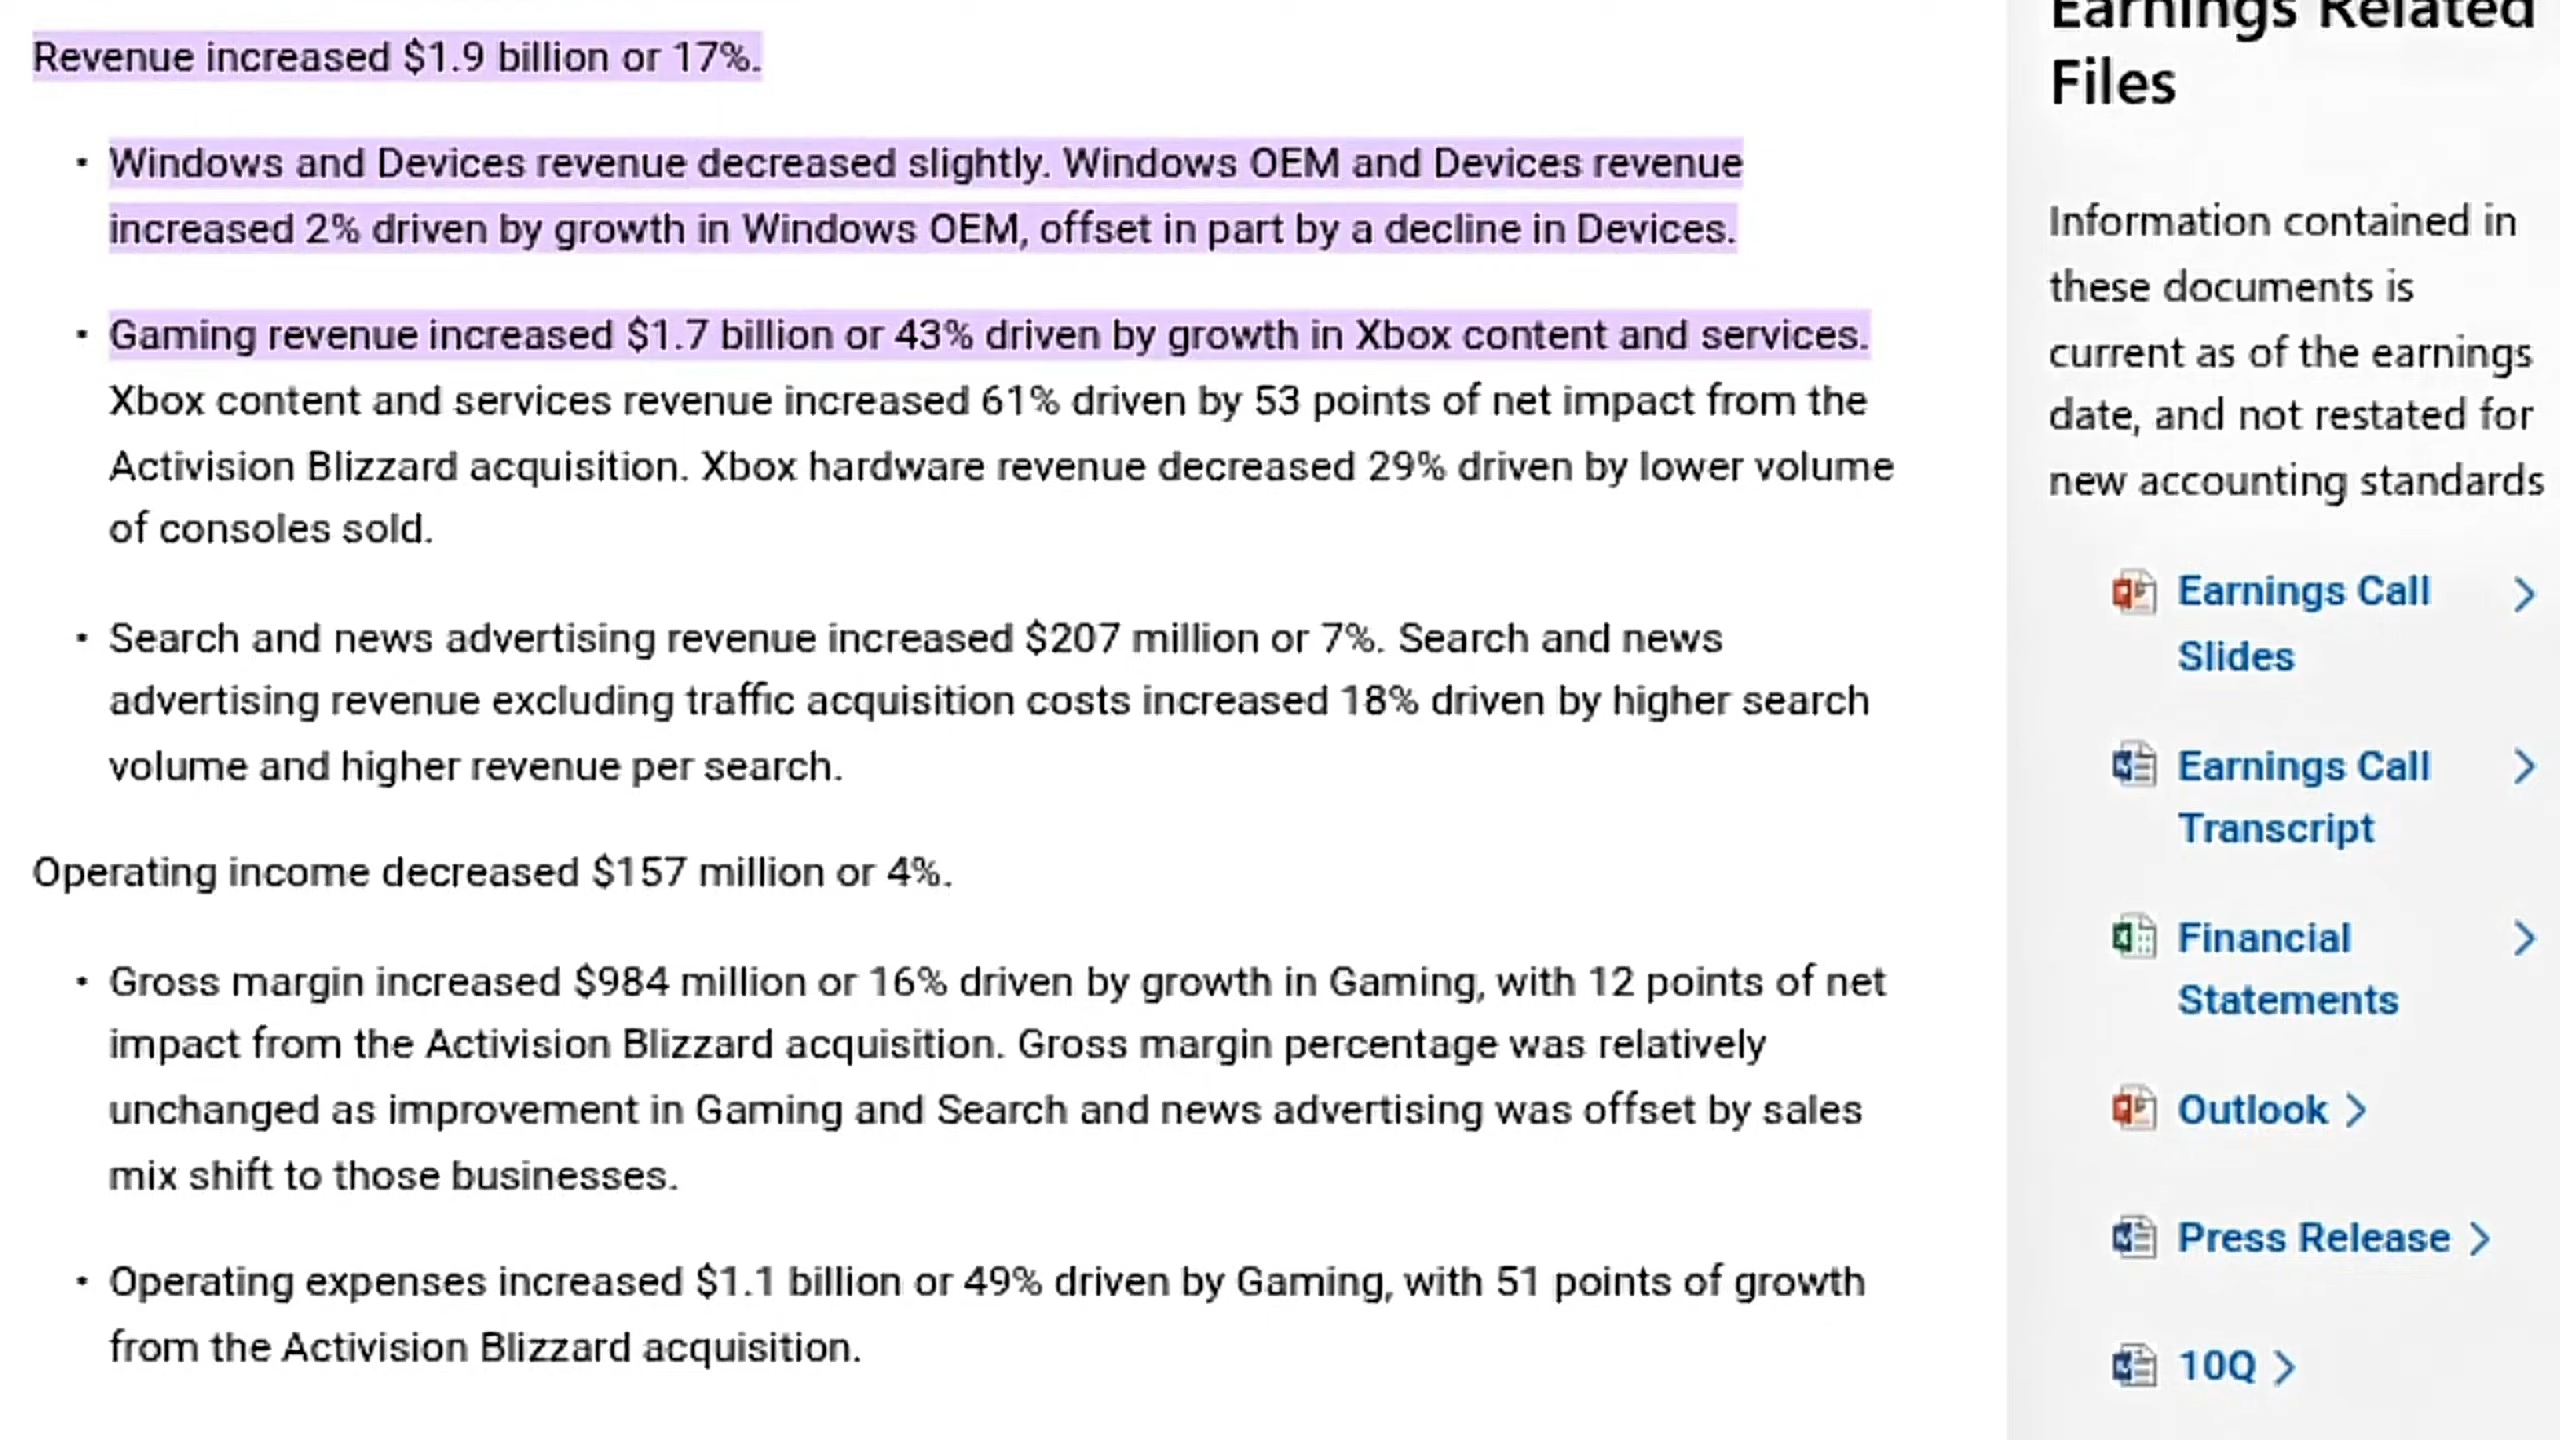 Revenue increased $1.9 billion or 17%.
• Windows and Devices revenue decreased slightly. Windows OEM and Devices revenue
increased 2% driven by growth in Windows OEM, offset in part by a decline in Devices.
• Gaming revenue increased $1.7 billion or 43% driven by growth in Xbox content and services.
Xbox content and services revenue increased 61% driven by 53 points of net impact from the
Activision Blizzard acquisition. Xbox hardware revenue decreased 29% driven by lower volume
of consoles sold.
• Search and news advertising revenue increased $207 million or 7%. Search and news
advertising revenue excluding traffic acquisition costs increased 18% driven by higher search
volume and higher revenue per search.
Operating income decreased $157 million or 4%.
• Gross margin increased $984 million or 16% driven by growth in Gaming, with 12 points of net
impact from the Activision Blizzard acquisition. Gross margin percentage was relatively
unchanged as improvement in Gaming and Search and news advertising was offset by sales
mix shift to those businesses.
• Operating expenses increased $1.1 billion or 49% driven by Gaming, with 51 points of growth
from the Activision Blizzard acquisition.
Earnings Related
Files
Information contained in
these documents is
current as of the earnings
date, and not restated for
new accounting standards
Earnings Call
Slides
Earnings Call
Transcript
Financial
Statements
Outlook
Press Release
10Q